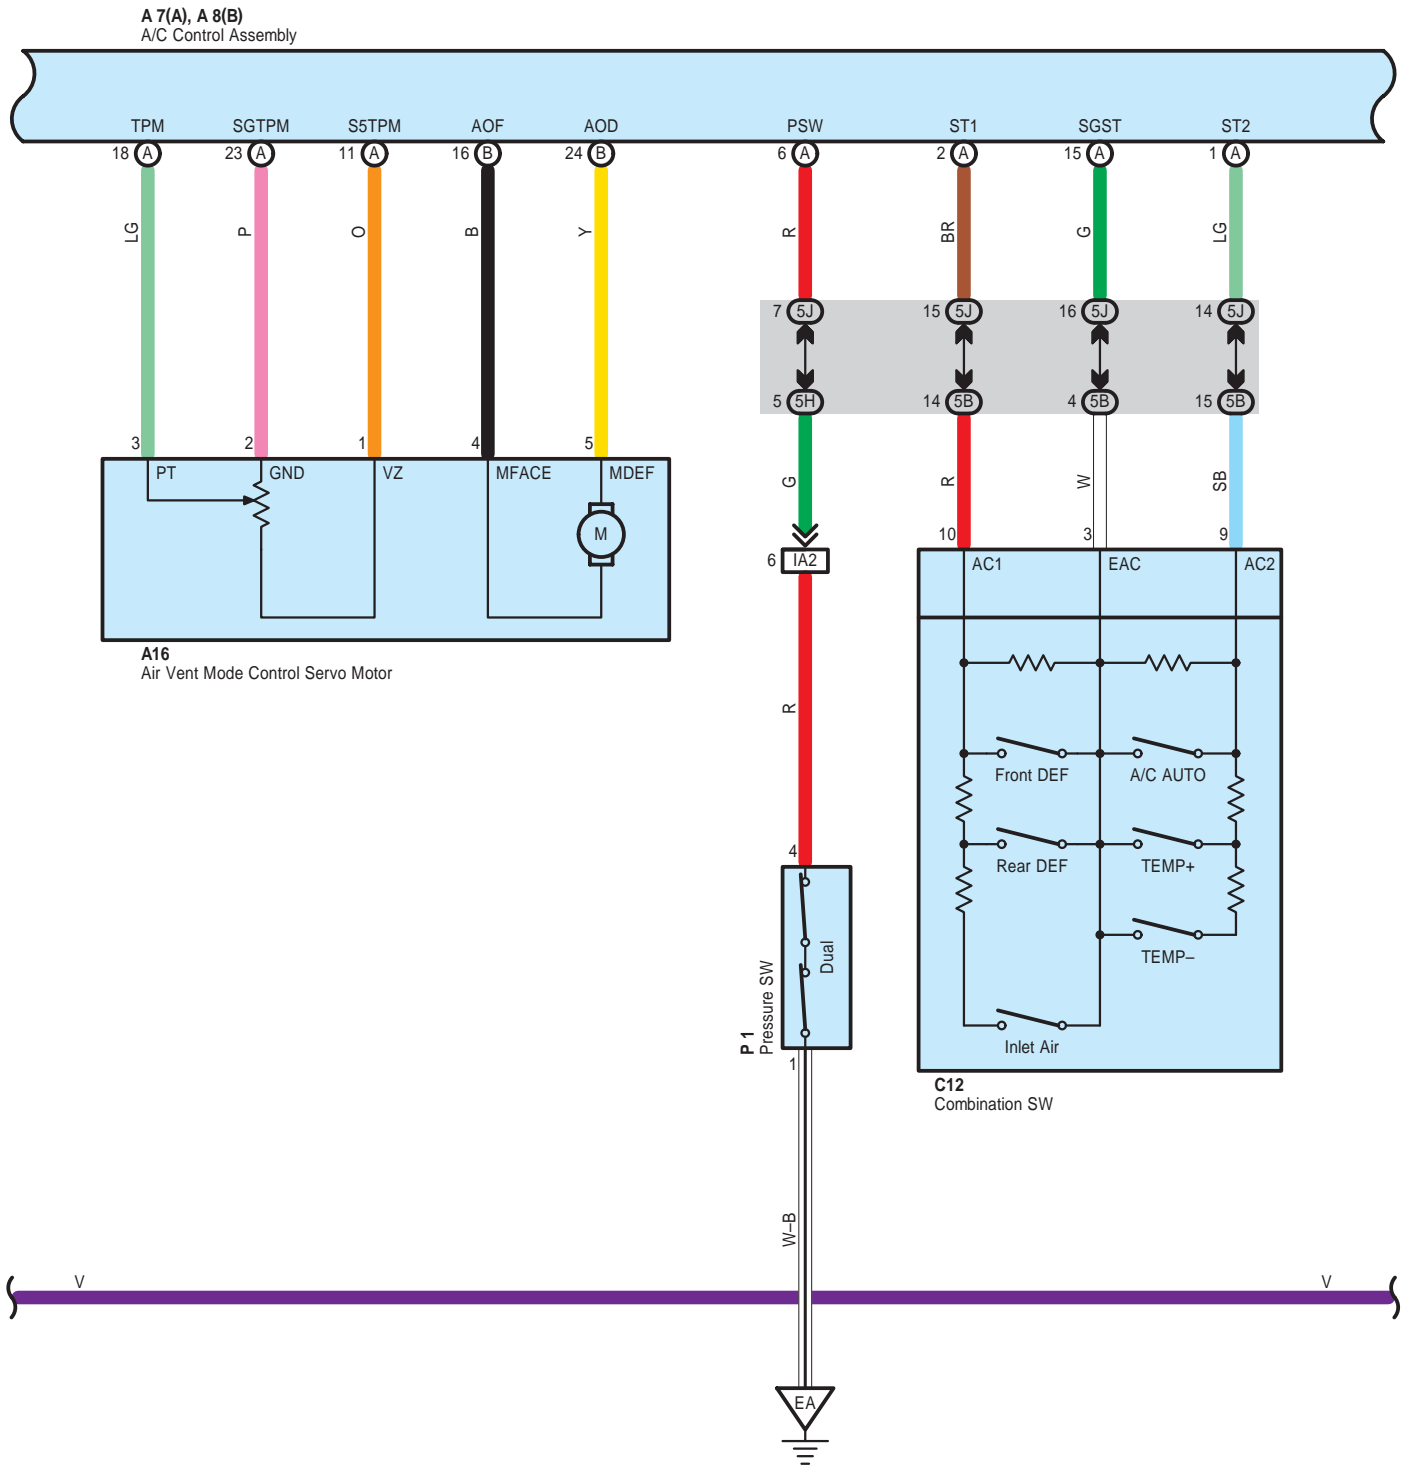 A 7(A), A 8(B)
A/C Control Assembly
TPM SGTPM S5TPM AOF AOD PSW ST1 SGST ST2
18 A 23 A 11 A 16 B 24 B 6 A 2 A 15 A 1 A
LG P O B Y R BR G LG
7 5J 15 5J 16 5J 14 5J
5 5H 14 5B 4 5B 15 5B
3 2 1 4 5
PT GND VZ MFACE MDEF
G R W SB
M
10 3 9
6 IA2
AC1 EAC AC2
A16
Air Vent Mode Control Servo Motor
R
Front DEF A/C AUTO
4
Rear DEF TEMP+
Dual
TEMP–
P 1
Pressure SW
Inlet Air
1
C12
Combination SW
W–B
V V
EA